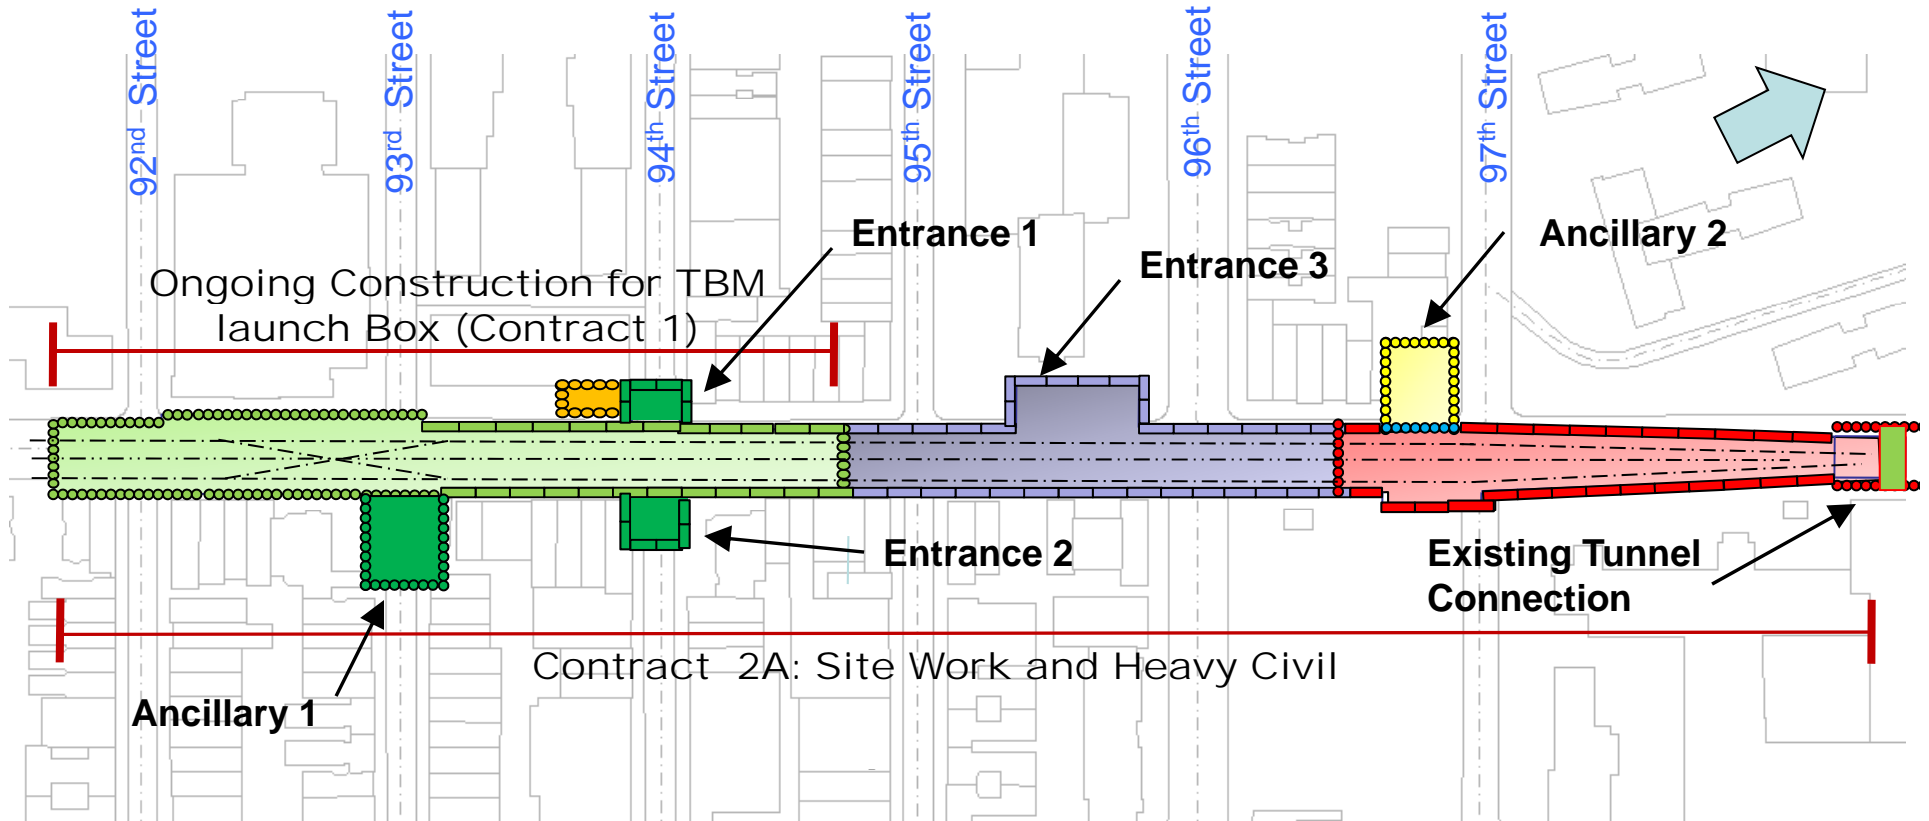 92nd Street
93rd Street
94th Street
95th Street
96th Street
97th Street
Entrance 1
Ancillary 2
Entrance 3
Ongoing Construction for TBM
launch Box (Contract 1)
Entrance 2
Existing Tunnel
Connection
Contract 2A: Site Work and Heavy Civil
Ancillary 1